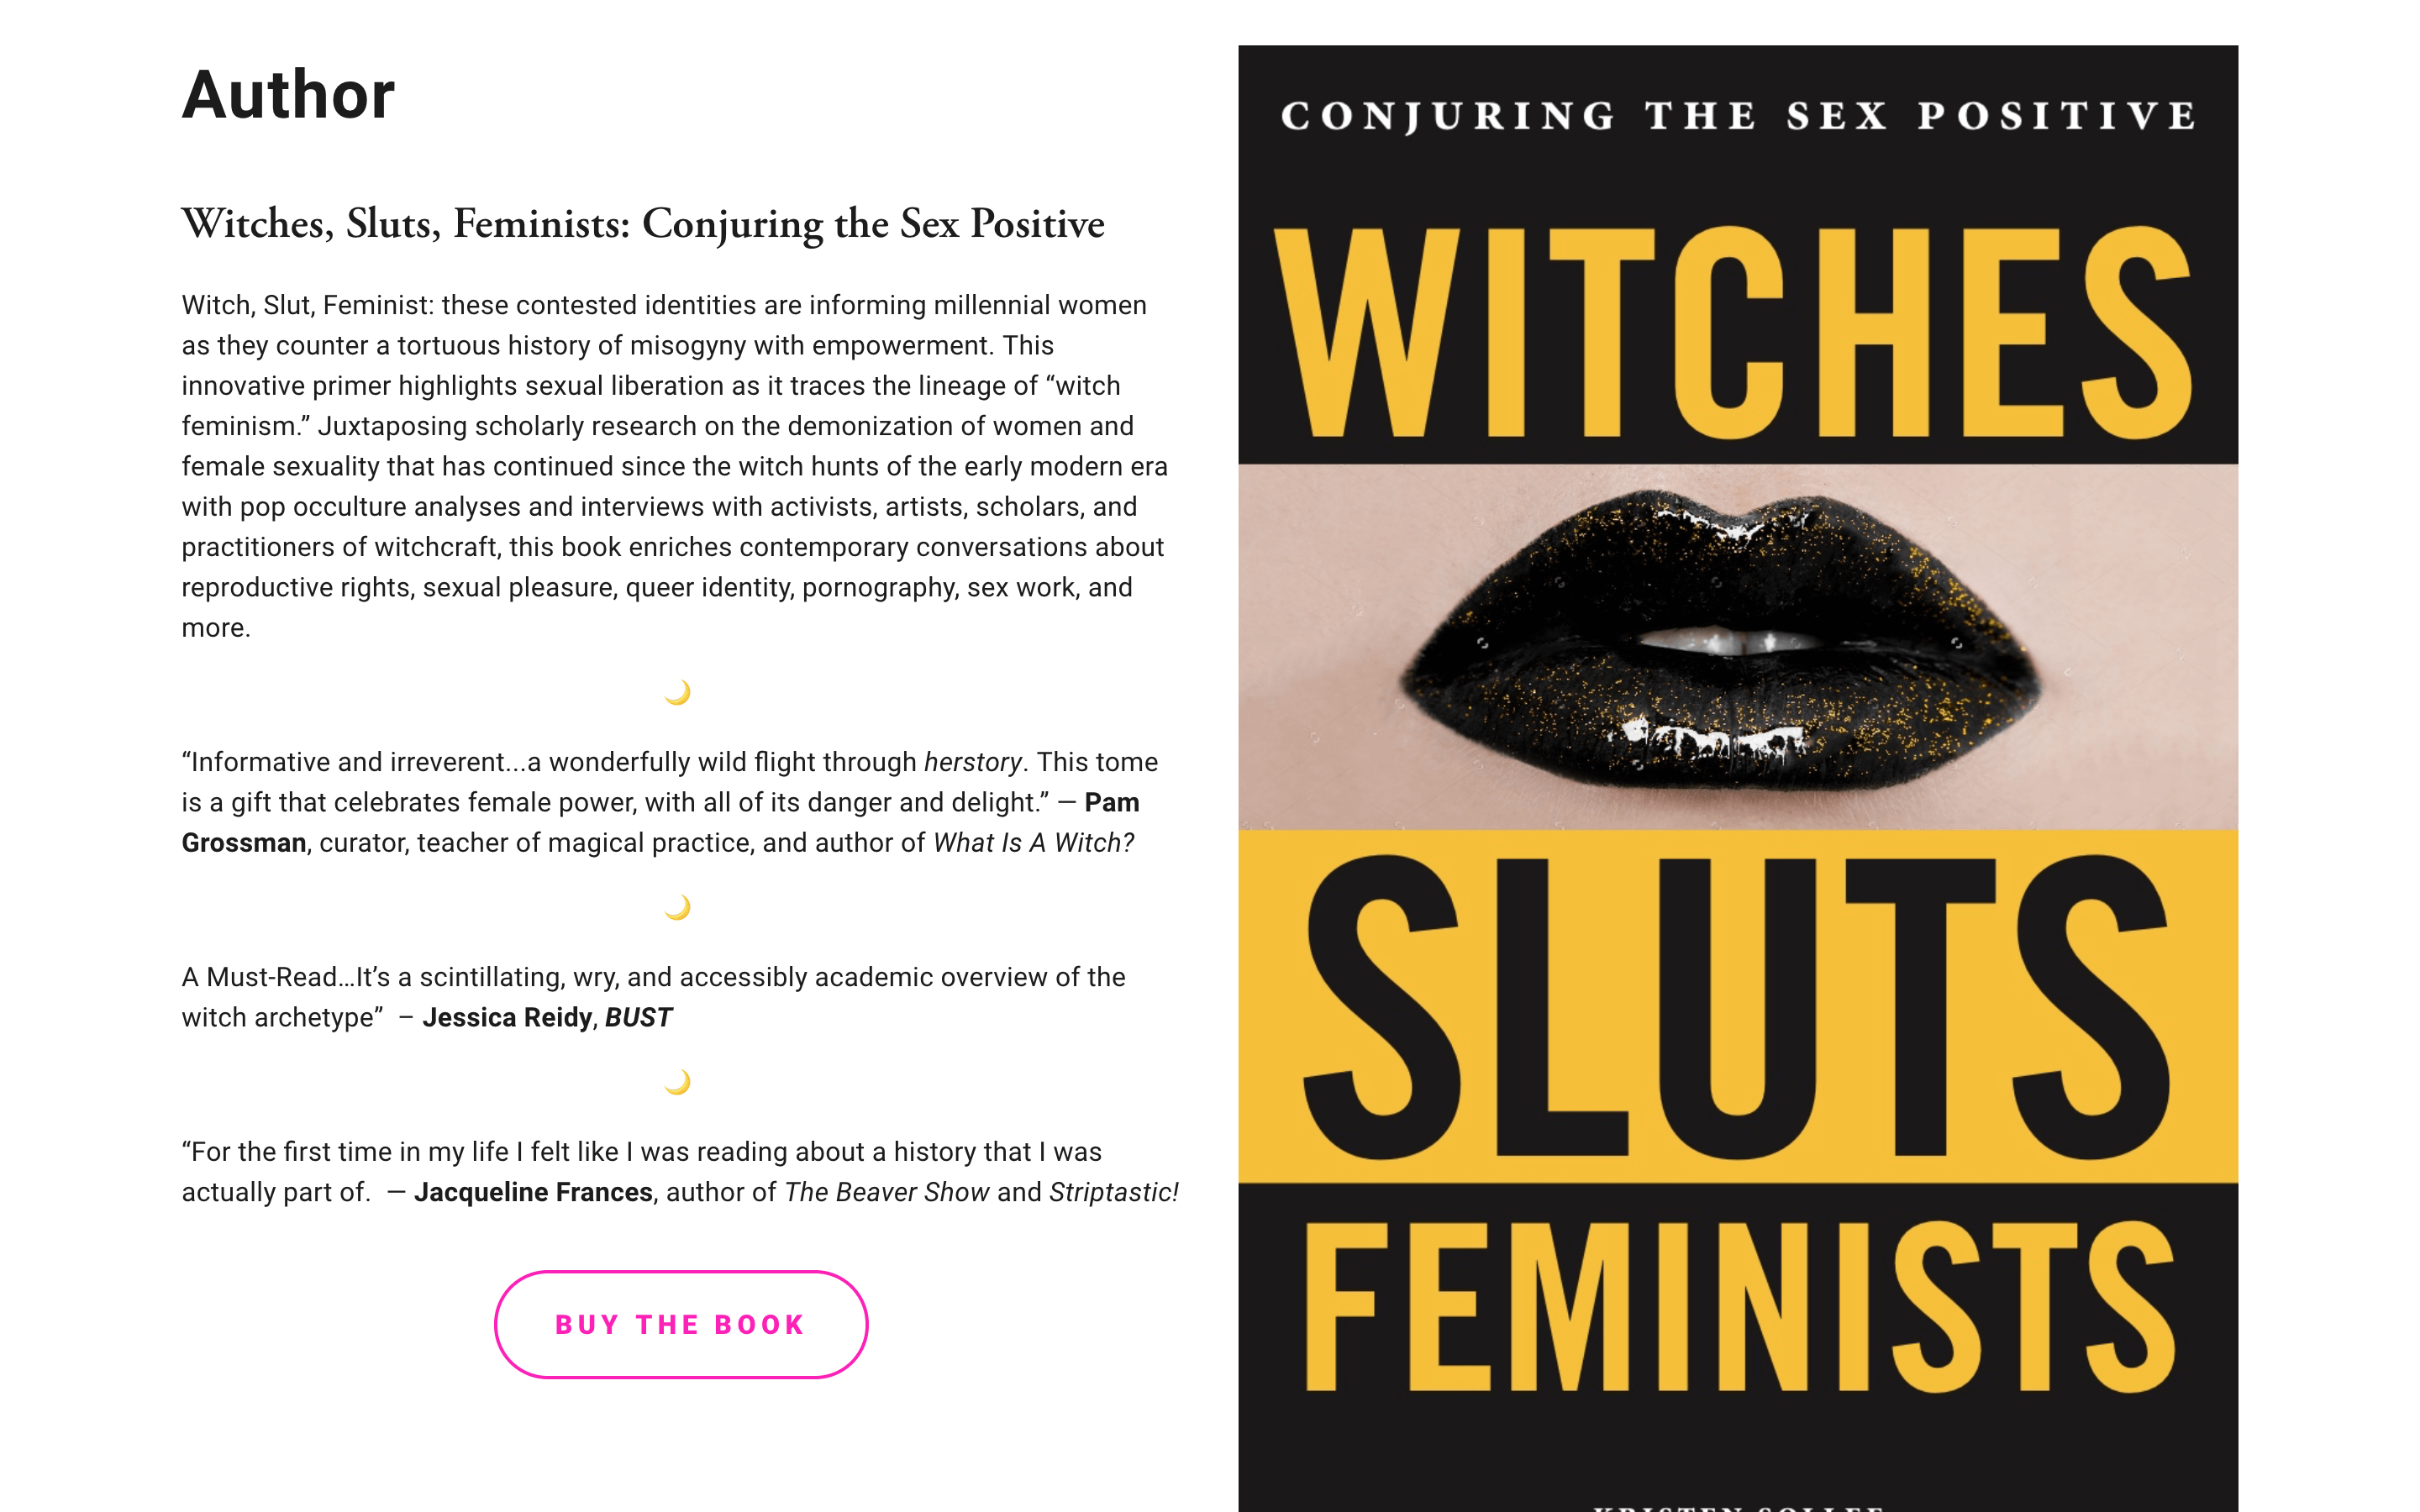 Author
Witches, Sluts, Feminists: Conjuring the Sex Positive
Witch, Slut, Feminist: these contested identities are informing millennial women
as they counter a tortuous history of misogyny with empowerment. This
innovative primer highlights sexual liberation as it traces the lineage of “witch
feminism.” Juxtaposing scholarly research on the demonization of women and
female sexuality that has continued since the witch hunts of the early modern era
with pop occulture analyses and interviews with activists, artists, scholars, and
practitioners of witchcraft, this book enriches contemporary conversations about
reproductive rights, sexual pleasure, queer identity, pornography, sex work, and
more.
🌙
“Informative and irreverent...a wonderfully wild flight through herstory. This tome
is a gift that celebrates female power, with all of its danger and delight.” — Pam
Grossman, curator, teacher of magical practice, and author of What Is A Witch?
🌙
A Must-Read…It’s a scintillating, wry, and accessibly academic overview of the
witch archetype”  – Jessica Reidy, BUST
🌙
“For the first time in my life I felt like I was reading about a history that I was
actually part of.  — Jacqueline Frances, author of The Beaver Show and Striptastic!
BUY THE BOOK
CONJURING THE SEX POSITIVE
WITCHES
SLUTS
FEMINISTS